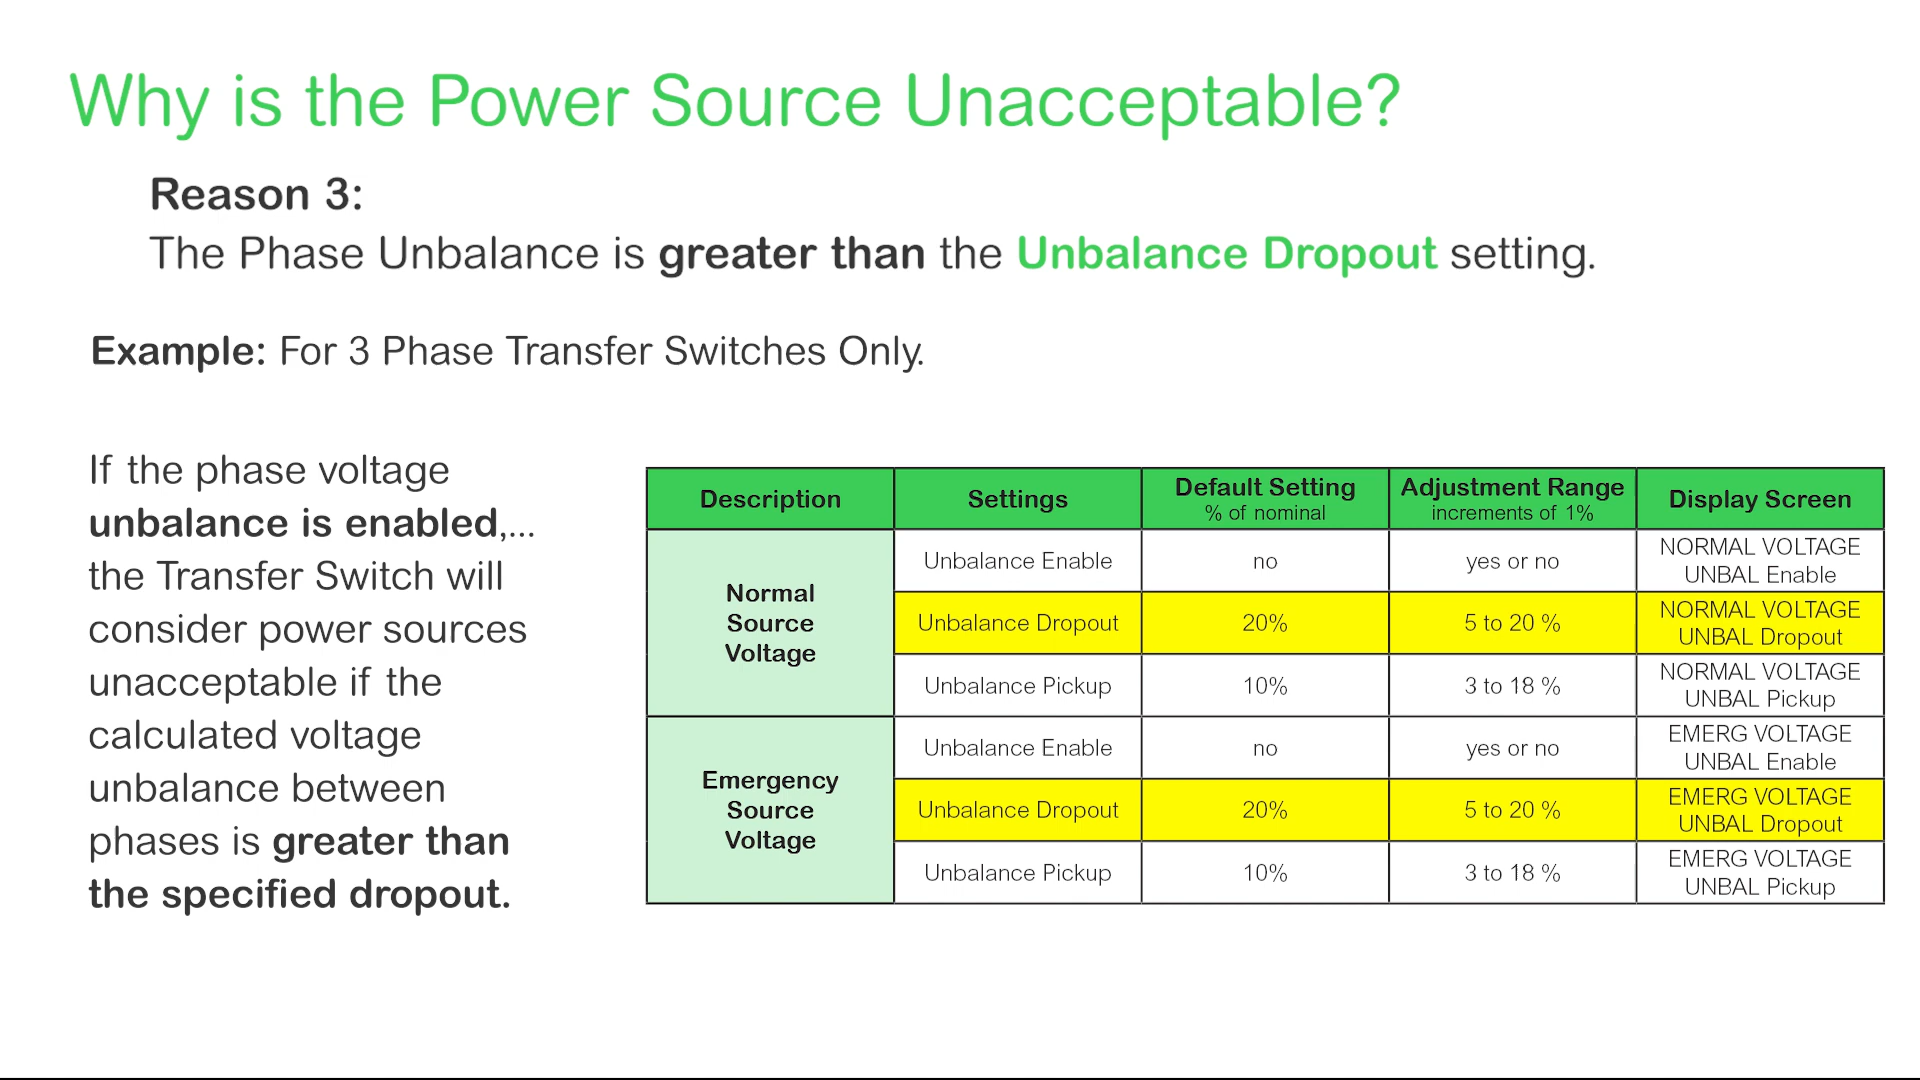 Why is the Power Source Unacceptable?
Reason 3:
The Phase Unbalance is greater than the Unbalance Dropout setting.
Example: For 3 Phase Transfer Switches Only.
If the phase voltage
unbalance is enabled,...
the Transfer Switch will
consider power sources
unacceptable if the
calculated voltage
unbalance between
phases is greater than
the specified dropout.
Description Settings Default Setting Adjustment Range Display Screen
% of nominal increments of 1%
Normal
Source
Voltage
Unbalance Enable no yes or no NORMAL VOLTAGE
UNBAL Enable
Unbalance Dropout 20% 5 to 20 % NORMAL VOLTAGE
UNBAL Dropout
Unbalance Pickup 10% 3 to 18 % NORMAL VOLTAGE
UNBAL Pickup
Emergency
Source
Voltage
Unbalance Enable no yes or no EMERG VOLTAGE
UNBAL Enable
Unbalance Dropout 20% 5 to 20 % EMERG VOLTAGE
UNBAL Dropout
Unbalance Pickup 10% 3 to 18 % EMERG VOLTAGE
UNBAL Pickup